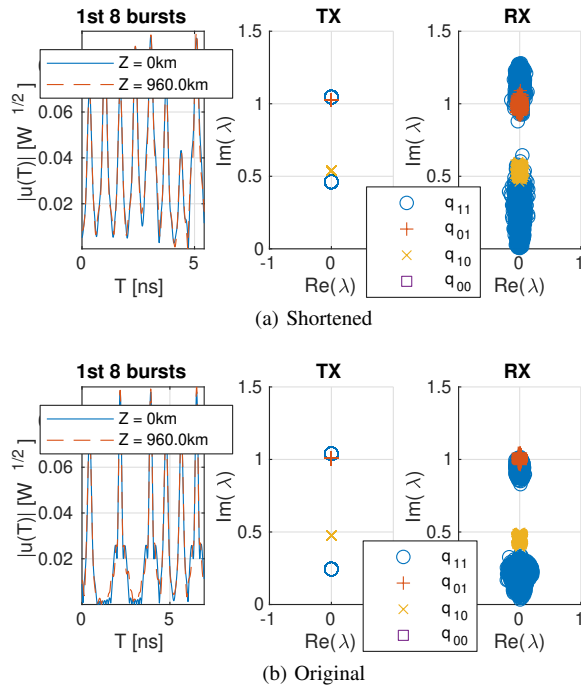 1st 8 bursts
TX
RX
Z = 0km
Z = 960.0km
|u(T)| [W 1/2]
0.06
0.04
0.02
0
5
T [ns]
Im( λ)
1.5
1
0.5
0
-1
0
Re(λ)
1.5
1
0.5
0
-1
0
1
Re(λ)
q11
q01
q10
q00
(a) Shortened
1st 8 bursts
TX
RX
Z = 0km
Z = 960.0km
|u(T)| [W 1/2]
0.06
0.04
0.02
0
5
T [ns]
Im( λ)
1.5
1
0.5
0
-1
0
Re(λ)
Im( λ)
1.5
1
0.5
0
1
0
1
Re(λ)
q11
q01
q10
q00
(b) Original